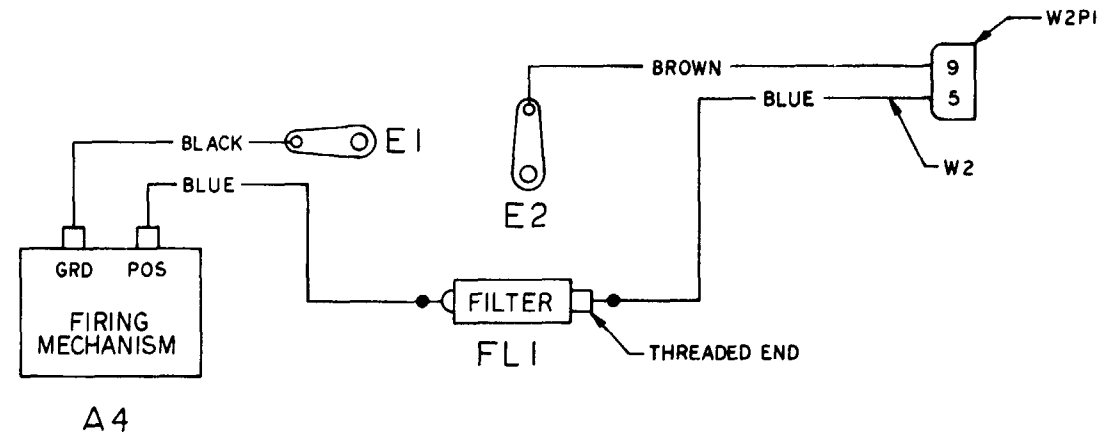 W2P1
BROWN
9
BLUE
5
BLACK
E1
W2
BLUE
E2
GRD POS
FILTER
FIRING
MECHANISM
THREADED END
FL1
A4